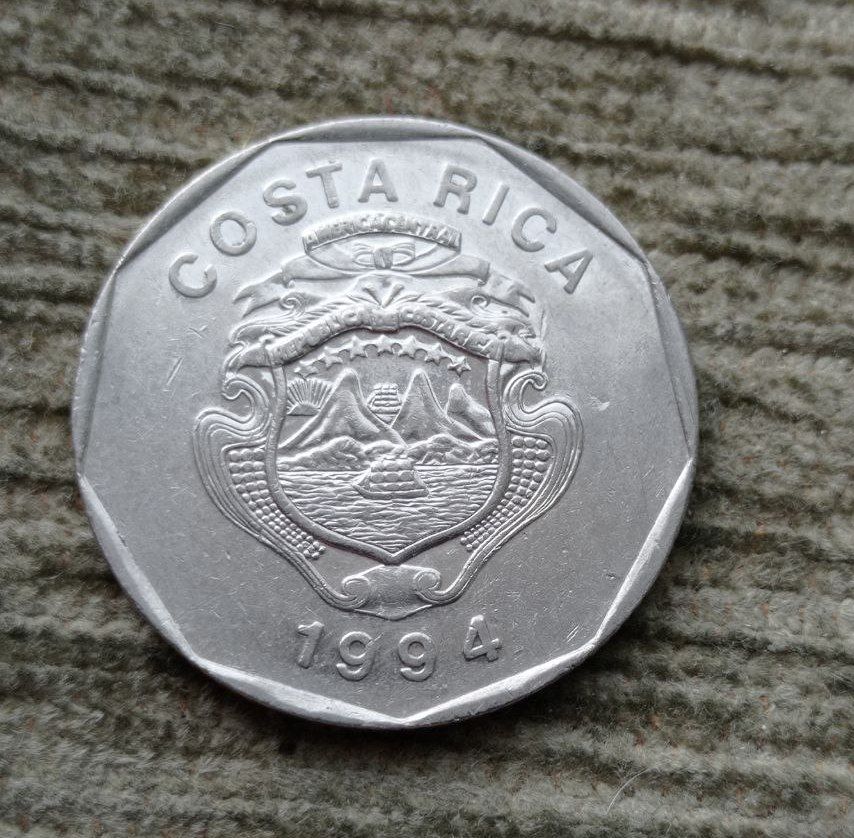 COSTA RICA
AMERICA CENTRAL
REPUBLICA DE COSTA RICA
1994